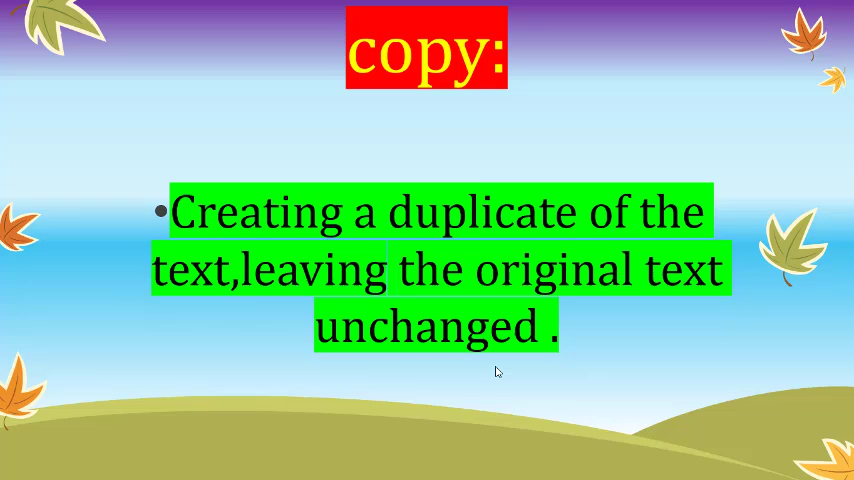 copy:
•Creating a duplicate of the
text,leaving the original text
unchanged .